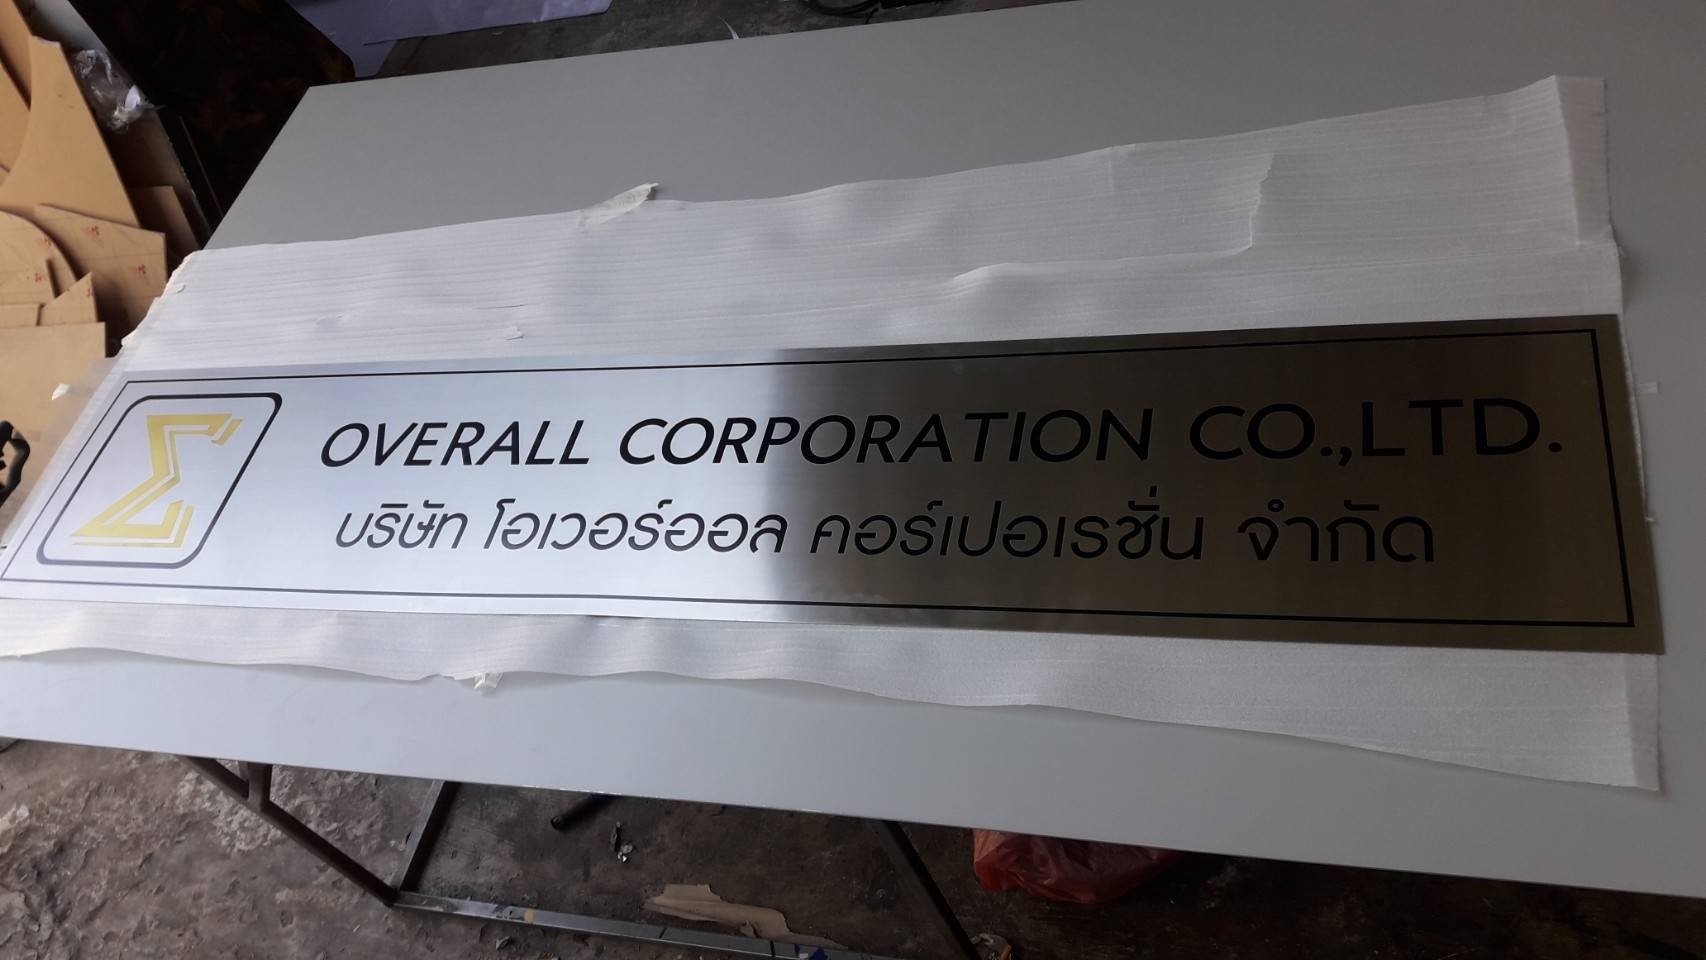 OVERALL CORPORATION CO.,LTD.
บริษัท โอเวอร์ออล คอร์เปอเรชั่น จำกัด